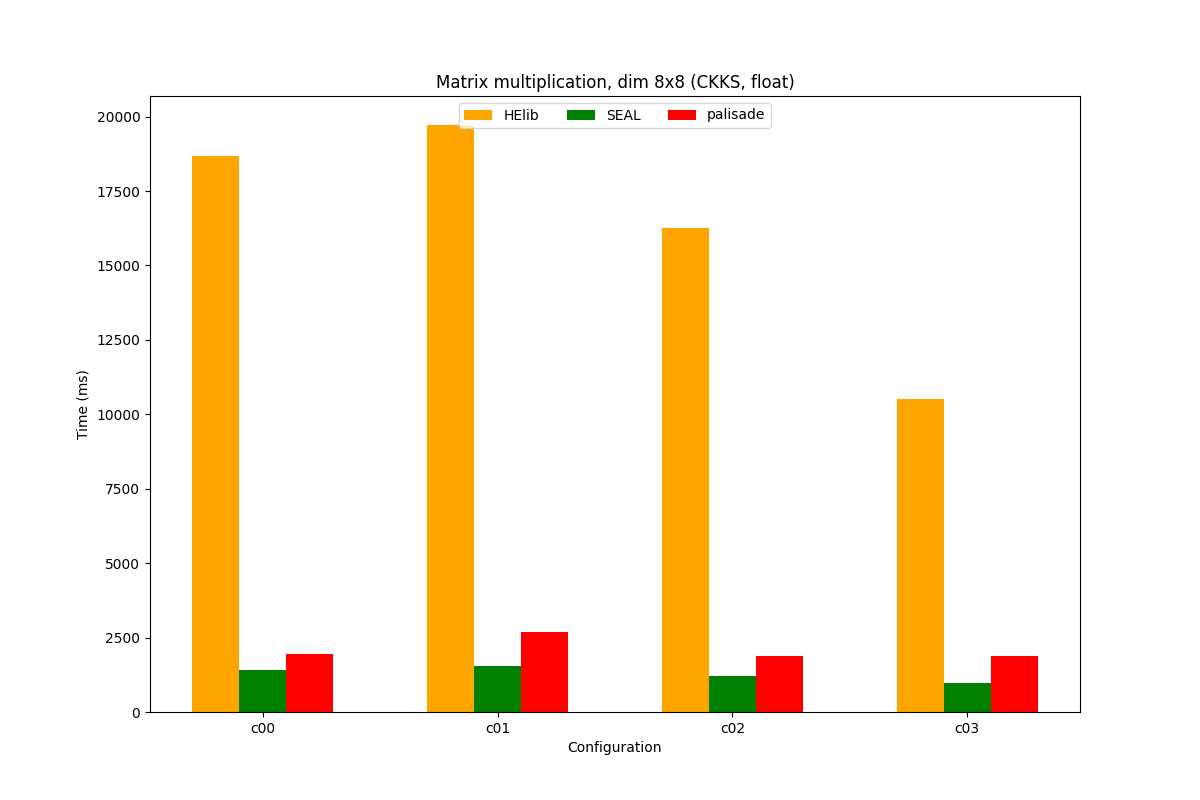 Matrix multiplication, dim 8x8 (CKKS, float)
HElib SEAL palisade
20000
17500
15000
12500
10000
7500
5000
2500
0
Time (ms)
c00 c01 c02 c03
Configuration